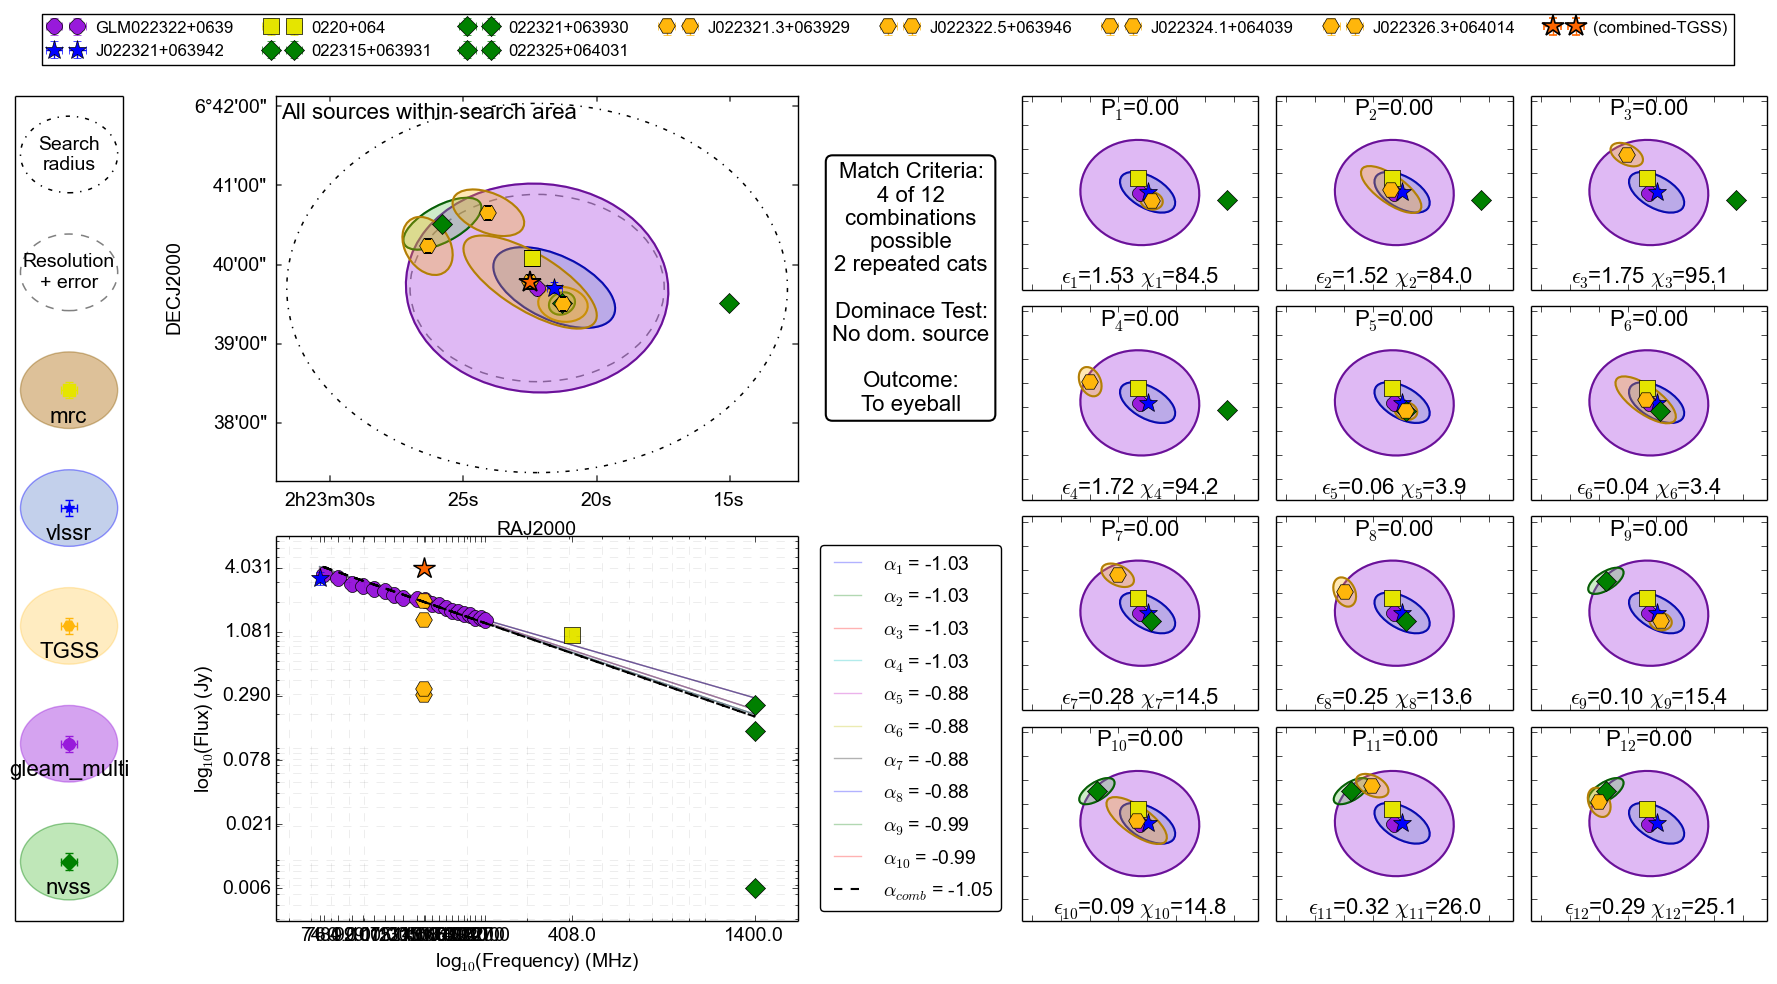 GLM022322+0639
0220+064
022321+063930
J022321.3+063929
J022322.5+063946
J022324.1+064039
J022326.3+064014
(combined-TGSS)
J022321+063942
022315+063931
022325+064031
Search
radius
Resolution
+ error
mrc
vlssr
TGSS
gleam_multi
nvss
All sources within search area
6°42'00"
41'00"
40'00"
39'00"
38'00"
DECJ2000
2h23m30s
25s
20s
15s
RAJ2000
Match Criteria:
4 of 12
combinations
possible
2 repeated cats
Dominace Test:
No dom. source
Outcome:
To eyeball
4.031
1.081
0.290
0.078
0.021
0.006
log10(Flux) (Jy)
408.0
1400.0
log10(Frequency) (MHz)
α1 = -1.03
α2 = -1.03
α3 = -1.03
α4 = -1.03
α5 = -0.88
α6 = -0.88
α7 = -0.88
α8 = -0.88
α9 = -0.99
α10 = -0.99
αcomb = -1.05
P1=0.00
ϵ1=1.53 χ1=84.5
P2=0.00
ϵ2=1.52 χ2=84.0
P3=0.00
ϵ3=1.75 χ3=95.1
P4=0.00
ϵ4=1.72 χ4=94.2
P5=0.00
ϵ5=0.06 χ5=3.9
P6=0.00
ϵ6=0.04 χ6=3.4
P7=0.00
ϵ7=0.28 χ7=14.5
P8=0.00
ϵ8=0.25 χ8=13.6
P9=0.00
ϵ9=0.10 χ9=15.4
P10=0.00
ϵ10=0.09 χ10=14.8
P11=0.00
ϵ11=0.32 χ11=26.0
P12=0.00
ϵ12=0.29 χ12=25.1